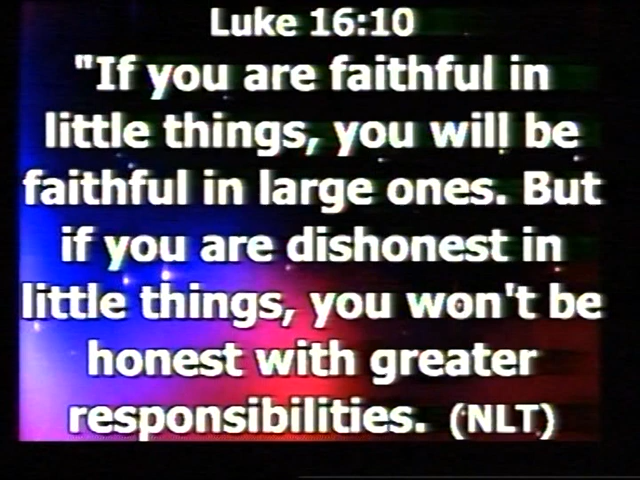 Luke 16:10
"If you are faithful in
little things, you will be
faithful in large ones. But
if you are dishonest in
little things, you won't be
honest with greater
responsibilities. (NLT)